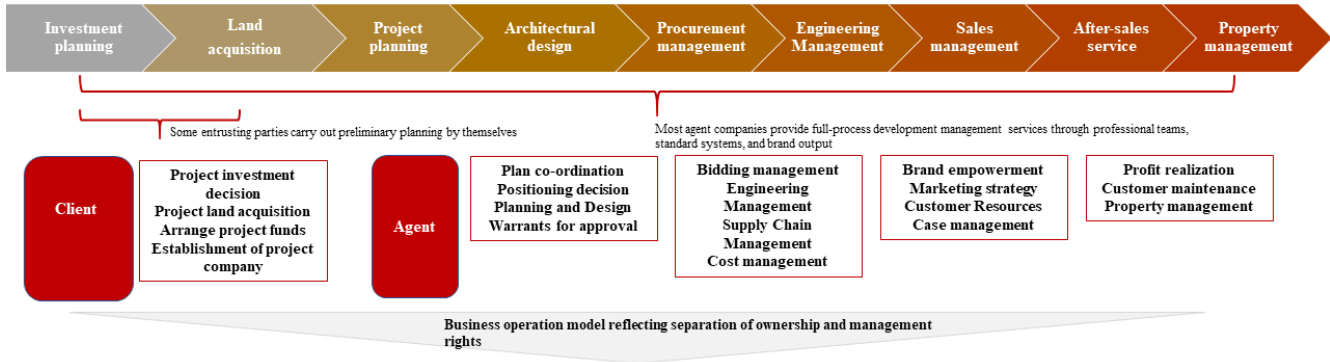 Investment
planning
Land
acquisition
Project
planning
Architectural
design
Procurement
management
Engineering
Management
Sales
management
After-sales
service
Property
management
Some entrusting parties carry out preliminary planning by themselves
Most agent companies provide full-process development management services through professional teams,
standard systems, and brand output
Client
Project investment
decision
Project land acquisition
Arrange project funds
Establishment of project
company
Agent
Plan co-ordination
Positioning decision
Planning and Design
Warrants for approval
Bidding management
Engineering
Management
Supply Chain
Management
Cost management
Brand empowerment
Marketing strategy
Customer Resources
Case management
Profit realization
Customer maintenance
Property management
Business operation model reflecting separation of ownership and management
rights